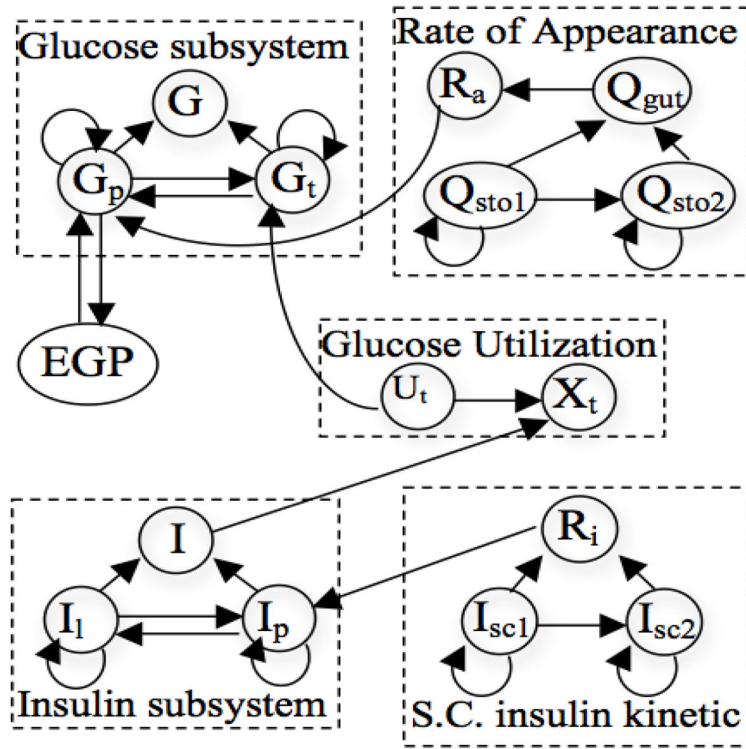 Glucose subsystem
G
Gp
Gt
EGP
Rate of Appearance
Ra
Qgut
Qsto1
Qsto2
Glucose Utilization
Ut
Xt
I
Il
Ip
Insulin subsystem
Ri
Isc1
Isc2
S.C. insulin kinetic